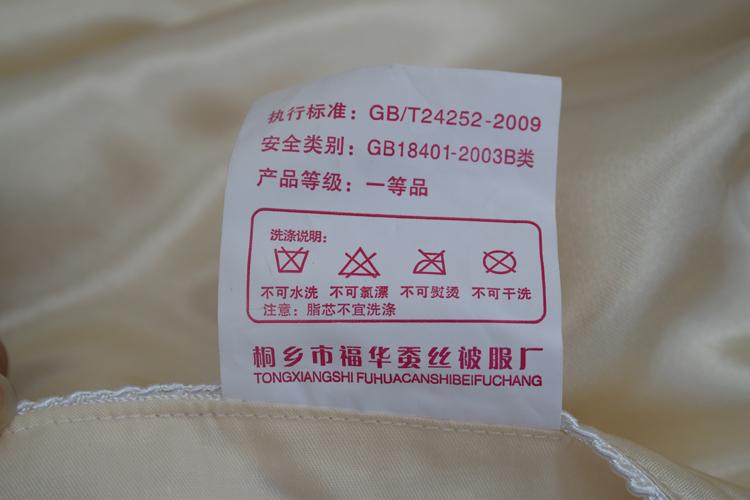 执行标准：GB/T24252-2009
安全类别：GB18401-2003B类
产品等级：一等品
洗涤说明：
不可水洗 不可氯漂 不可熨烫 不可干洗
注意：脂芯不宜洗涤
桐乡市福华蚕丝被服厂
TONGXIANGSHI FUHUACANSHIBEIFUCHANG